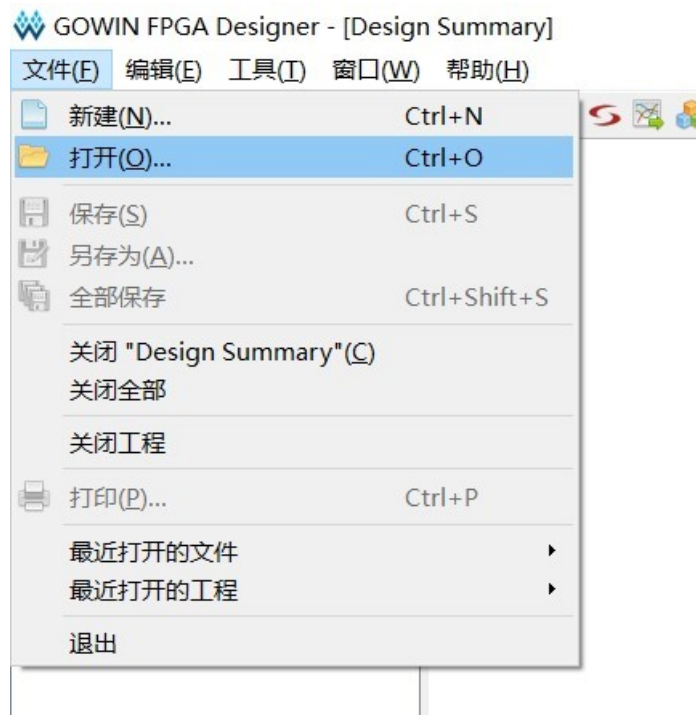 GOWIN FPGA Designer - [Design Summary]
文件(F) 编辑(E) 工具(T) 窗口(W) 帮助(H)
新建(N)... Ctrl+N
打开(O)... Ctrl+O
保存(S) Ctrl+S
另存为(A)...
全部保存 Ctrl+Shift+S
关闭 "Design Summary"(C)
关闭全部
关闭工程
打印(P)... Ctrl+P
最近打开的文件
最近打开的工程
退出